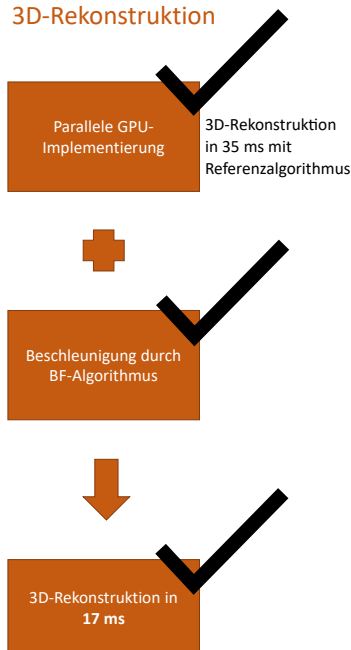 3D-Rekonstruktion
Parallele GPU-
Implementierung
3D-Rekonstruktion
in 35 ms mit
Referenzalgorithmus
Beschleunigung durch
BF-Algorithmus
3D-Rekonstruktion in
17 ms